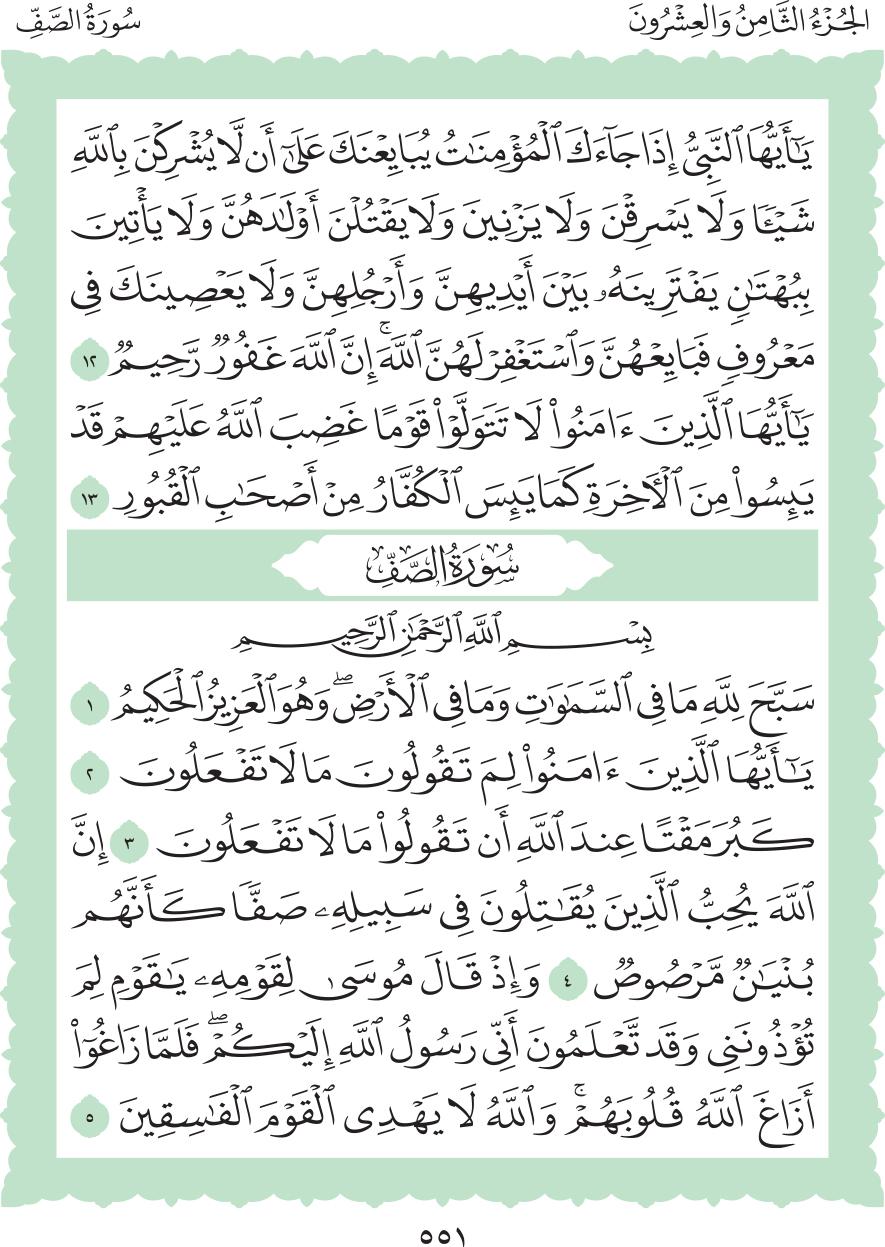 الجُزْءُ الثَّامِنُ وَالعِشْرُونَ
سُورَةُ الصَّفِّ
يَٰٓأَيُّهَا ٱلنَّبِىُّ إِذَا جَآءَكَ ٱلْمُؤْمِنَٰتُ يُبَايِعْنَكَ عَلَىٰٓ أَن لَّا يُشْرِكْنَ بِٱللَّهِ
شَيْـًٔا وَلَا يَسْرِقْنَ وَلَا يَزْنِينَ وَلَا يَقْتُلْنَ أَوْلَٰدَهُنَّ وَلَا يَأْتِينَ
بِبُهْتَٰنٍ يَفْتَرِينَهُۥ بَيْنَ أَيْدِيهِنَّ وَأَرْجُلِهِنَّ وَلَا يَعْصِينَكَ فِى
مَعْرُوفٍ فَبَايِعْهُنَّ وَٱسْتَغْفِرْ لَهُنَّ ٱللَّهَ ۚ إِنَّ ٱللَّهَ غَفُورٌ رَّحِيمٌ ١٢
يَٰٓأَيُّهَا ٱلَّذِينَ ءَامَنُوا۟ لَا تَتَوَلَّوْا۟ قَوْمًا غَضِبَ ٱللَّهُ عَلَيْهِمْ قَدْ
يَئِسُوا۟ مِنَ ٱلْءَاخِرَةِ كَمَا يَئِسَ ٱلْكُفَّارُ مِنْ أَصْحَٰبِ ٱلْقُبُورِ ١٣
سُورَةُ الصَّفِّ
بِسْمِ ٱللَّهِ ٱلرَّحْمَٰنِ ٱلرَّحِيمِ
سَبَّحَ لِلَّهِ مَا فِى ٱلسَّمَٰوَٰتِ وَمَا فِى ٱلْأَرْضِ ۖ وَهُوَ ٱلْعَزِيزُ ٱلْحَكِيمُ ١
يَٰٓأَيُّهَا ٱلَّذِينَ ءَامَنُوا۟ لِمَ تَقُولُونَ مَا لَا تَفْعَلُونَ ٢
كَبُرَ مَقْتًا عِندَ ٱللَّهِ أَن تَقُولُوا۟ مَا لَا تَفْعَلُونَ ٣ إِنَّ
ٱللَّهَ يُحِبُّ ٱلَّذِينَ يُقَٰتِلُونَ فِى سَبِيلِهِۦ صَفًّا كَأَنَّهُم
بُنْيَٰنٌ مَّرْصُوصٌ ٤ وَإِذْ قَالَ مُوسَىٰ لِقَوْمِهِۦ يَٰقَوْمِ لِمَ
تُؤْذُونَنِى وَقَد تَّعْلَمُونَ أَنِّى رَسُولُ ٱللَّهِ إِلَيْكُمْ ۖ فَلَمَّا زَاغُوٓا۟
أَزَاغَ ٱللَّهُ قُلُوبَهُمْ ۚ وَٱللَّهُ لَا يَهْدِى ٱلْقَوْمَ ٱلْفَٰسِقِينَ ٥
٥٥١